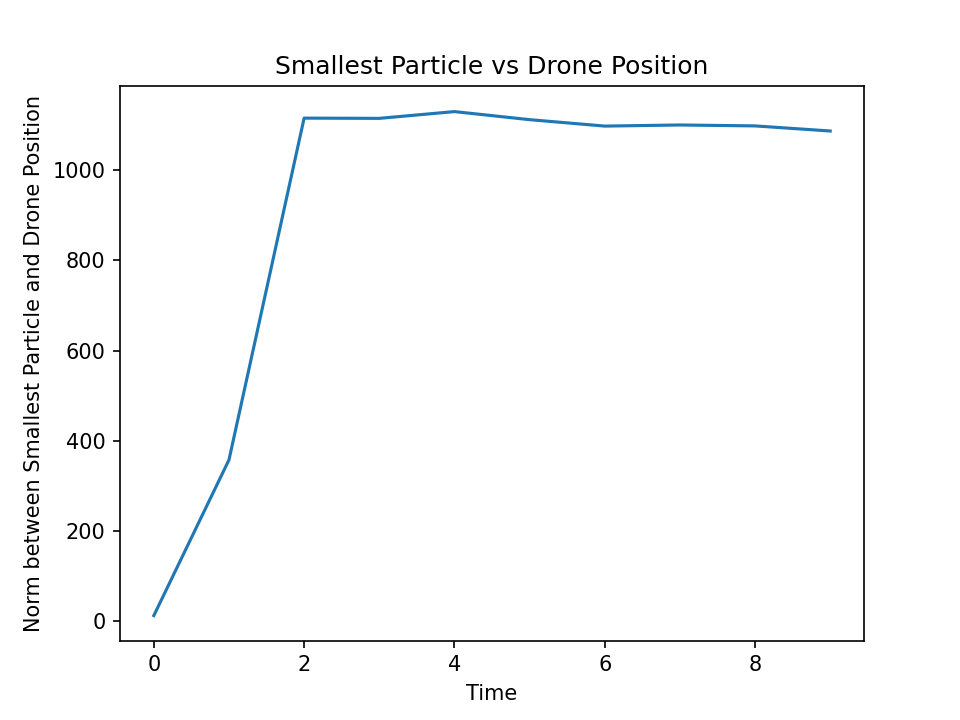 Smallest Particle vs Drone Position
Norm between Smallest Particle and Drone Position
1000
800
600
400
200
0
0 2 4 6 8
Time